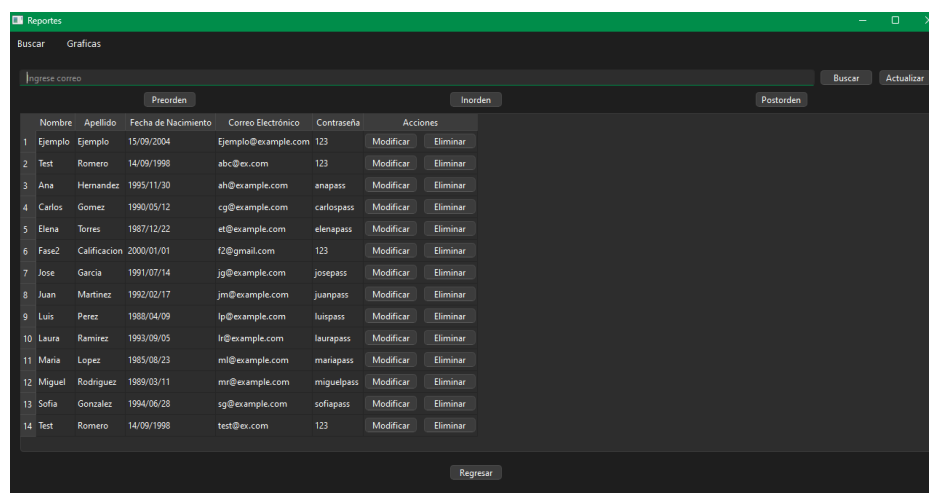 Reportes
Buscar Graficas
Ingrese correo Buscar Actualizar
Preorden Inorden Postorden
Nombre Apellido Fecha de Nacimiento Correo Electrónico Contraseña Acciones
1 Ejemplo Ejemplo 15/09/2004 Ejemplo@example.com 123 Modificar Eliminar
2 Test Romero 14/09/1998 abc@ex.com 123 Modificar Eliminar
3 Ana Hernandez 1995/11/30 ah@example.com anapass Modificar Eliminar
4 Carlos Gomez 1990/05/12 cg@example.com carlospass Modificar Eliminar
5 Elena Torres 1987/12/22 et@example.com elenapass Modificar Eliminar
6 Fase2 Calificacion 2000/01/01 f2@gmail.com 123 Modificar Eliminar
7 Jose Garcia 1991/07/14 jg@example.com josepass Modificar Eliminar
8 Juan Martinez 1992/02/17 jm@example.com juanpass Modificar Eliminar
9 Luis Perez 1988/04/09 lp@example.com luispass Modificar Eliminar
10 Laura Ramirez 1993/09/05 lr@example.com laurapass Modificar Eliminar
11 Maria Lopez 1985/08/23 ml@example.com mariapass Modificar Eliminar
12 Miguel Rodriguez 1989/03/11 mr@example.com miguelpass Modificar Eliminar
13 Sofia Gonzalez 1994/06/28 sg@example.com sofiapass Modificar Eliminar
14 Test Romero 14/09/1998 test@ex.com 123 Modificar Eliminar
Regresar